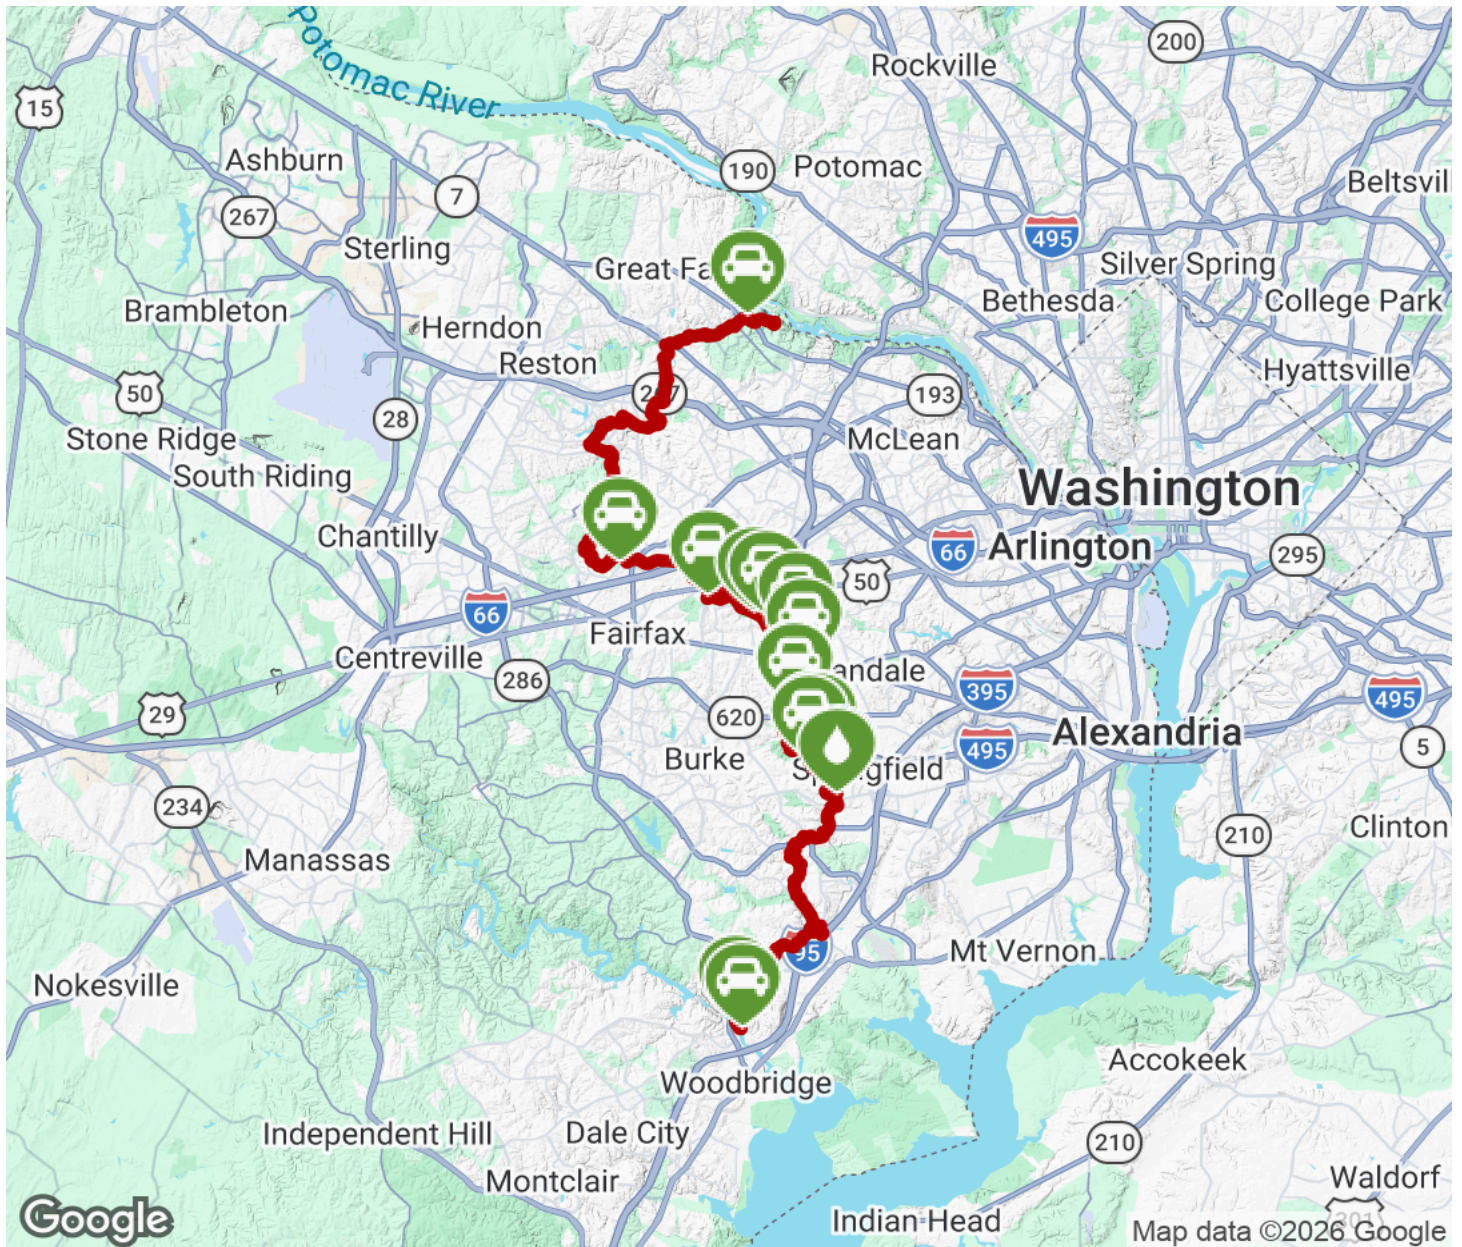 Potomac River
Rockville
200
15
Ashburn
190
Potomac
Beltsvil
7
267
495
Sterling
Great Fa
Silver Spring
Bethesda
College Park
Brambleton
Herndon
Reston
Hyattsville
50
193
28
Stone Ridge
McLean
South Riding
Washington
Chantilly
66
Arlington
295
50
66
Fairfax
Centreville
andale
286
395
495
29
620
Alexandria
5
Burke
495
Springfield
234
210
Clinton
Manassas
95
Mt Vernon
Nokesville
Accokeek
Woodbridge
Independent Hill
Dale City
210
Montclair
Waldorf
301
Indian Head
Google
Map data ©2026 Google